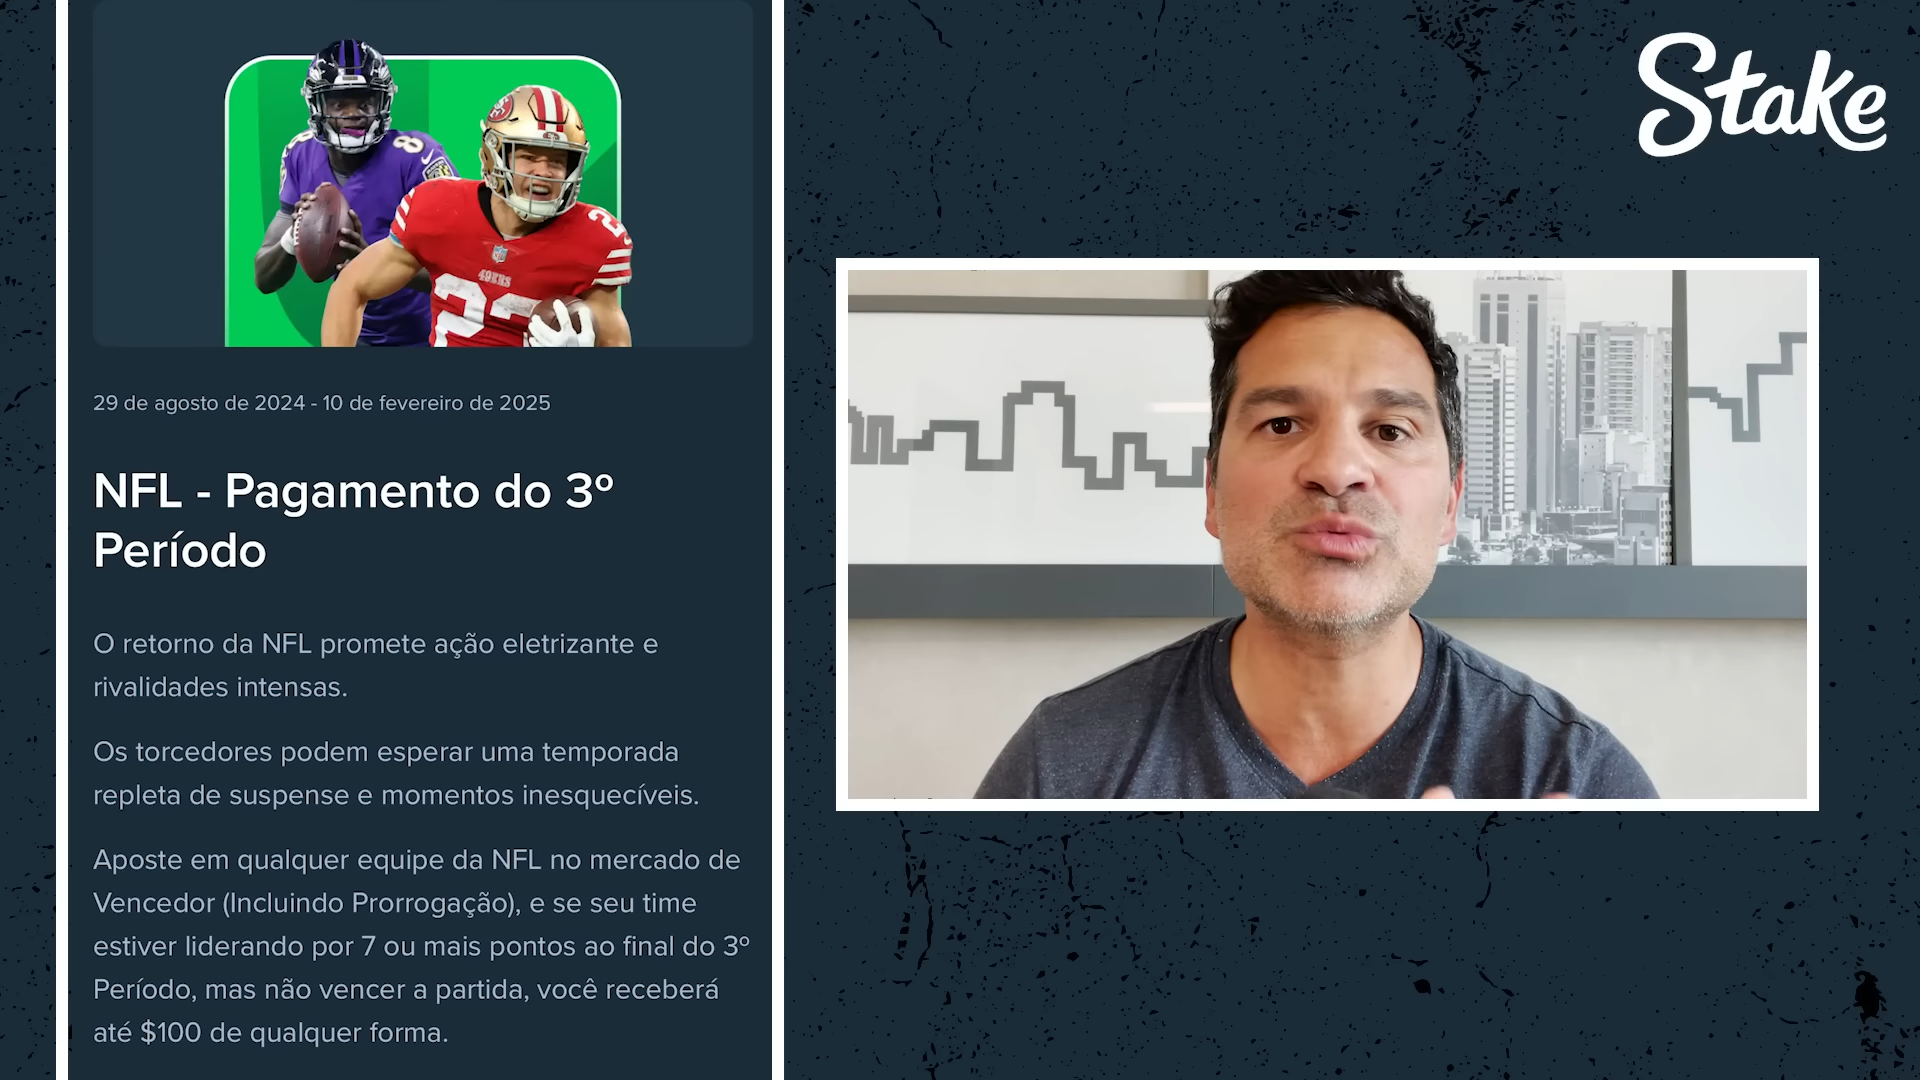 Stake
8
49ERS
23
29 de agosto de 2024 - 10 de fevereiro de 2025
NFL - Pagamento do 3º
Período
O retorno da NFL promete ação eletrizante e
rivalidades intensas.
Os torcedores podem esperar uma temporada
repleta de suspense e momentos inesquecíveis.
Aposte em qualquer equipe da NFL no mercado de
Vencedor (Incluindo Prorrogação), e se seu time
estiver liderando por 7 ou mais pontos ao final do 3º
Período, mas não vencer a partida, você receberá
até $100 de qualquer forma.